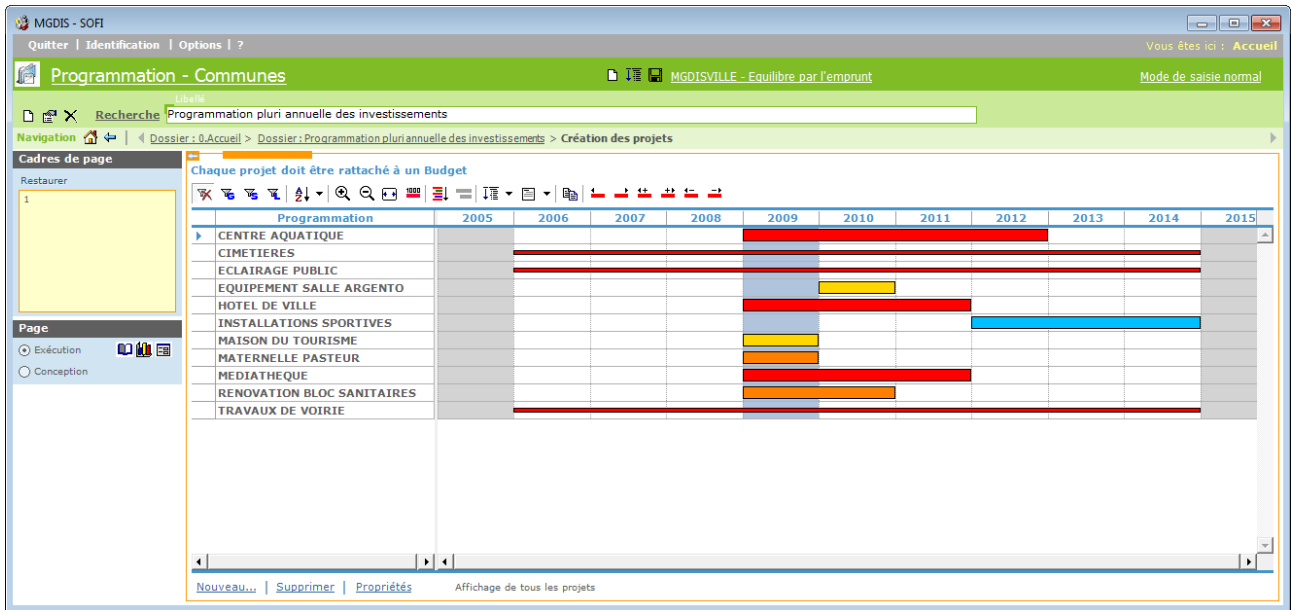 MGDIS - SOFI
Quitter | Identification | Options | ?
Vous êtes ici : Accueil
Programmation - Communes
MGDISVILLE - Equilibre par l'emprunt
Mode de saisie normal
Libellé
Recherche Programmation pluri annuelle des investissements
Navigation | Dossier : 0.Accueil > Dossier : Programmation pluri annuelle des investissements > Création des projets
Cadres de page
Restaurer
1
Page
Exécution
Conception
Chaque projet doit être rattaché à un Budget
Programmation 2005 2006 2007 2008 2009 2010 2011 2012 2013 2014 2015
CENTRE AQUATIQUE
CIMETIERES
ECLAIRAGE PUBLIC
EQUIPEMENT SALLE ARGENTO
HOTEL DE VILLE
INSTALLATIONS SPORTIVES
MAISON DU TOURISME
MATERNELLE PASTEUR
MEDIATHEQUE
RENOVATION BLOC SANITAIRES
TRAVAUX DE VOIRIE
Nouveau... | Supprimer | Propriétés Affichage de tous les projets